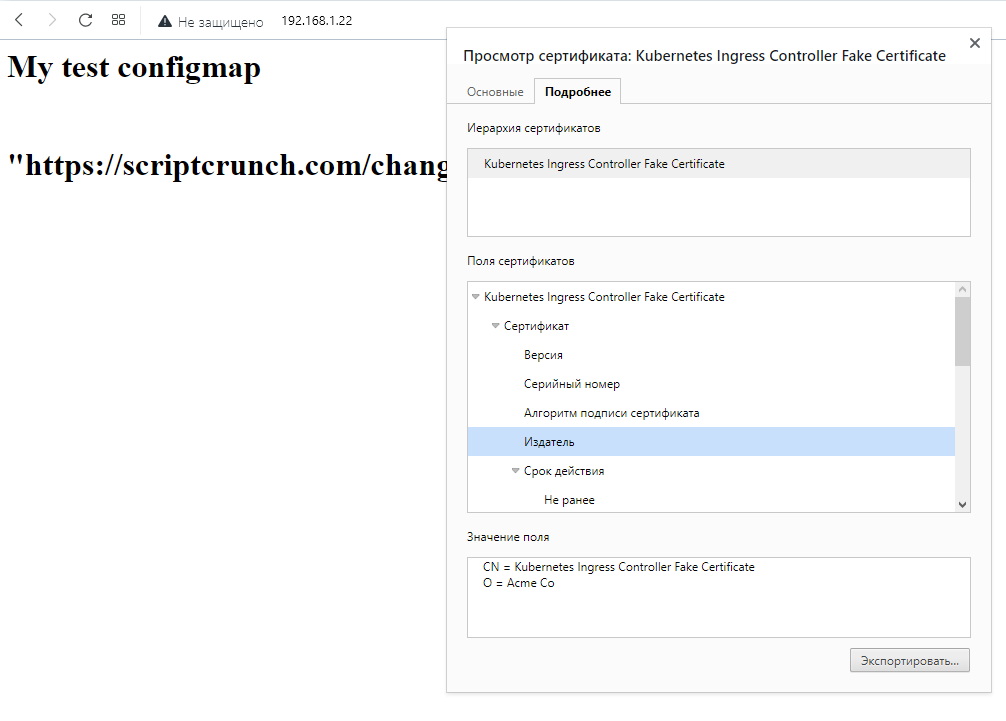 Не защищено 192.168.1.22
My test configmap
"https://scriptcrunch.com/chang
Просмотр сертификата: Kubernetes Ingress Controller Fake Certificate
Основные Подробнее
Иерархия сертификатов
Kubernetes Ingress Controller Fake Certificate
Поля сертификатов
Kubernetes Ingress Controller Fake Certificate
Сертификат
Версия
Серийный номер
Алгоритм подписи сертификата
Издатель
Срок действия
Не ранее
Значение поля
CN = Kubernetes Ingress Controller Fake Certificate
O = Acme Co
Экспортировать...